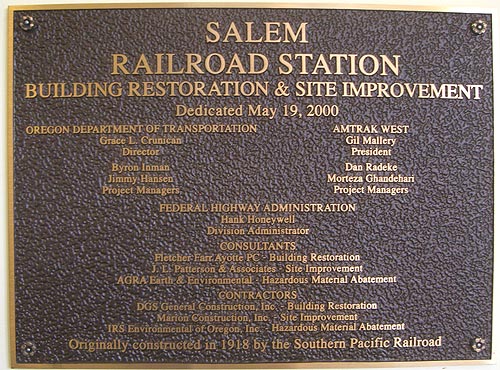 SALEM
RAILROAD STATION
BUILDING RESTORATION & SITE IMPROVEMENT
Dedicated May 19, 2000
OREGON DEPARTMENT OF TRANSPORTATION
Grace L. Crunican
Director
Byron Inman
Jimmy Hansen
Project Managers
AMTRAK WEST
Gil Mallery
President
Dan Radeke
Morteza Ghandehari
Project Managers
FEDERAL HIGHWAY ADMINISTRATION
Hank Honeywell
Division Administrator
CONSULTANTS
Fletcher Farr Ayotte PC - Building Restoration
J. L. Patterson & Associates - Site Improvement
AGRA Earth & Environmental - Hazardous Material Abatement
CONTRACTORS
DGS General Construction, Inc. - Building Restoration
Marion Construction, Inc. - Site Improvement
IRS Environmental of Oregon, Inc. - Hazardous Material Abatement
Originally constructed in 1918 by the Southern Pacific Railroad